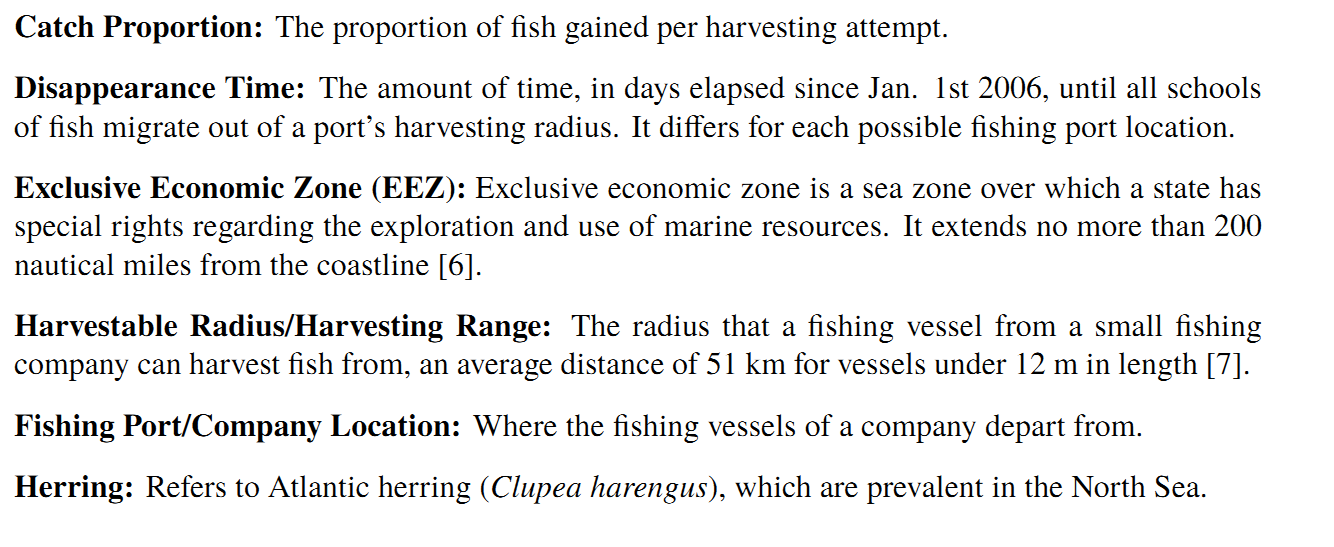 Catch Proportion: The proportion of fish gained per harvesting attempt.
Disappearance Time: The amount of time, in days elapsed since Jan. 1st 2006, until all schools
of fish migrate out of a port's harvesting radius. It differs for each possible fishing port location.
Exclusive Economic Zone (EEZ): Exclusive economic zone is a sea zone over which a state has
special rights regarding the exploration and use of marine resources. It extends no more than 200
nautical miles from the coastline [6].
Harvestable Radius/Harvesting Range: The radius that a fishing vessel from a small fishing
company can harvest fish from, an average distance of 51 km for vessels under 12 m in length [7].
Fishing Port/Company Location: Where the fishing vessels of a company depart from.
Herring: Refers to Atlantic herring (Clupea harengus), which are prevalent in the North Sea.